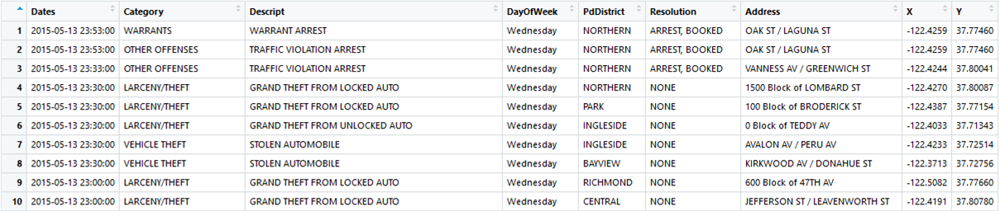 Dates Category Descript DayOfWeek PdDistrict Resolution Address X Y
1 2015-05-13 23:53:00 WARRANTS WARRANT ARREST Wednesday NORTHERN ARREST, BOOKED OAK ST / LAGUNA ST -122.4259 37.77460
2 2015-05-13 23:53:00 OTHER OFFENSES TRAFFIC VIOLATION ARREST Wednesday NORTHERN ARREST, BOOKED OAK ST / LAGUNA ST -122.4259 37.77460
3 2015-05-13 23:33:00 OTHER OFFENSES TRAFFIC VIOLATION ARREST Wednesday NORTHERN ARREST, BOOKED VANNESS AV / GREENWICH ST -122.4244 37.80041
4 2015-05-13 23:30:00 LARCENY/THEFT GRAND THEFT FROM LOCKED AUTO Wednesday NORTHERN NONE 1500 Block of LOMBARD ST -122.4270 37.80087
5 2015-05-13 23:30:00 LARCENY/THEFT GRAND THEFT FROM LOCKED AUTO Wednesday PARK NONE 100 Block of BRODERICK ST -122.4387 37.77154
6 2015-05-13 23:30:00 LARCENY/THEFT GRAND THEFT FROM UNLOCKED AUTO Wednesday INGLESIDE NONE 0 Block of TEDDY AV -122.4033 37.71343
7 2015-05-13 23:30:00 VEHICLE THEFT STOLEN AUTOMOBILE Wednesday INGLESIDE NONE AVALON AV / PERU AV -122.4233 37.72514
8 2015-05-13 23:30:00 VEHICLE THEFT STOLEN AUTOMOBILE Wednesday BAYVIEW NONE KIRKWOOD AV / DONAHUE ST -122.3713 37.72756
9 2015-05-13 23:00:00 LARCENY/THEFT GRAND THEFT FROM LOCKED AUTO Wednesday RICHMOND NONE 600 Block of 47TH AV -122.5082 37.77660
10 2015-05-13 23:00:00 LARCENY/THEFT GRAND THEFT FROM LOCKED AUTO Wednesday CENTRAL NONE JEFFERSON ST / LEAVENWORTH ST -122.4191 37.80780